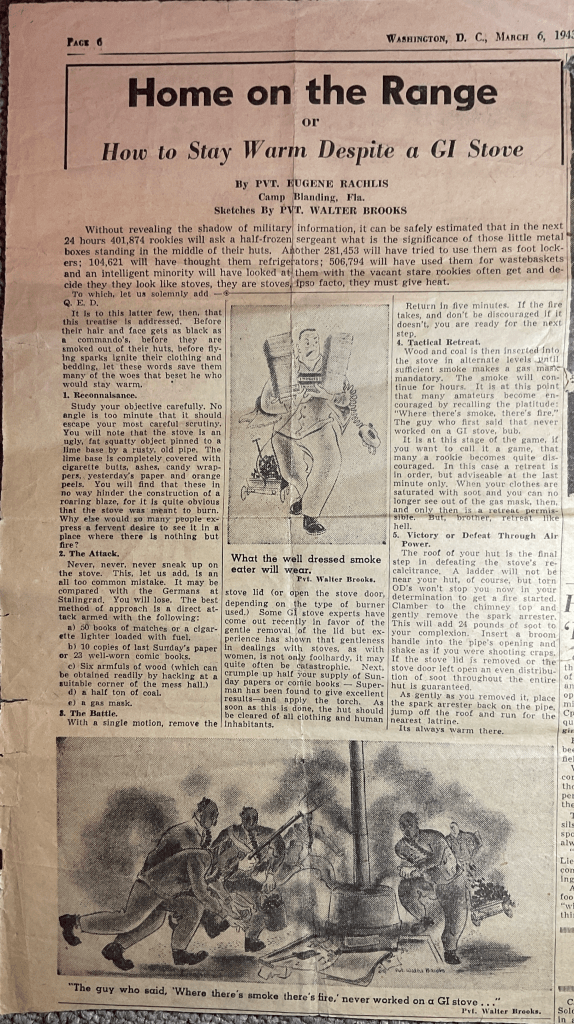 PAGE 6
WASHINGTON, D. C., MARCH 6, 194
Home on the Range
or
How to Stay Warm Despite a GI Stove
By PVT. EUGENE RACHLIS
Camp Blanding, Fla.
Sketches By PVT. WALTER BROOKS
Without revealing the shadow of military information, it can be safely estimated that in the next
24 hours 401,874 rookies will ask a half-frozen sergeant what is the significance of those little metal
boxes standing in the middle of their huts. Another 281,453 will have tried to use them as foot lock-
ers; 104,621 will have thought them refrigerators; 506,794 will have used them for wastebaskets
and an intelligent minority will have looked at them with the vacant stare rookies often get and de-
cide they they look like stoves, they are stoves, ipso facto, they must give heat.
To which, let us solemnly add —
Q. E. D.
It is to this latter few, then, that
this treatise is addressed. Before
their hair and face gets as black as
a commando's, before they are
smoked out of their huts, before fly-
ing sparks ignite their clothing and
bedding, let these words save them
many of the woes that beset he who
would stay warm.
1. Reconnaisance.
Study your objective carefully. No
angle is too minute that it should
escape your most careful scrutiny.
You will note that the stove is an
ugly, fat squatty object pinned to a
lime base by a rusty, old pipe. The
lime base is completely covered with
cigarette butts, ashes, candy wrap-
pers, yesterday's paper and orange
peels. You will find that these in
no way hinder the construction of a
roaring blaze, for it is quite obvious
that the stove was meant to burn.
Why else would so many people ex-
press a fervent desire to see it in a
place where there is nothing but
fire?
2. The Attack.
Never, never, never sneak up on
the stove. This, let us add, is an
all too common mistake. It may be
compared with the Germans at
Stalingrad. You will lose. The best
method of approach is a direct at-
tack armed with the following:
a) 50 books of matches or a cigar-
ette lighter loaded with fuel.
b) 10 copies of last Sunday's paper
or 23 well-worn comic books.
c) Six armfuls of wood (which can
be obtained readily by hacking at a
suitable corner of the mess hall.)
d) a half ton of coal.
e) a gas mask.
3. The Battle.
With a single motion, remove the
What the well dressed smoke
eater will wear.
Pvt. Walter Brooks.
stove lid (or open the stove door,
depending on the type of burner
used.) Some GI stove experts have
come out recently in favor of the
gentle removal of the lid but ex-
perience has shown that gentleness
in dealings with stoves, as with
women, is not only foolhardy, it may
quite often be catastrophic. Next,
crumple up half your supply of Sun-
day papers or comic books — Super-
man has been found to give excellent
results—and apply the torch. As
soon as this is done, the hut should
be cleared of all clothing and human
inhabitants.
Return in five minutes. If the fire
takes, and don't be discouraged if it
doesn't, you are ready for the next
step.
4. Tactical Retreat.
Wood and coal is then inserted into
the stove in alternate levels until
sufficient smoke makes a gas mask
mandatory. The smoke will con-
tinue for hours. It is at this point
that many amateurs become en-
couraged by recalling the platitude:
"Where there's smoke, there's fire."
The guy who first said that never
worked on a GI stove, bub.
It is at this stage of the game, if
you want to call it a game, that
many a rookie becomes quite dis-
couraged. In this case a retreat is
in order, but adviseable at the last
minute only. When your clothes are
saturated with soot and you can no
longer see out of the gas mask, then,
and only then is a retreat permis-
sible. But, brother, retreat like
hell.
5. Victory or Defeat Through Air
Power.
The roof of your hut is the final
step in defeating the stove's re-
calcitrance. A ladder will not be
near your hut, of course, but torn
OD's won't stop you now in your
determination to get a fire started.
Clamber to the chimney top and
gently remove the spark arrester.
This will add 24 pounds of soot to
your complexion. Insert a broom
handle into the pipe's opening and
shake as if you were shooting craps.
If the stove lid is removed or the
stove door left open an even distribu-
tion of soot throughout the entire
hut is guaranteed.
As gently as you removed it, place
the spark arrester back on the pipe,
jump off the roof and run for the
nearest latrine.
Its always warm there.
Pvt Walter Brooks
"The guy who said, 'Where there's smoke there's fire,' never worked on a GI stove . . ."
Pvt. Walter Brooks.